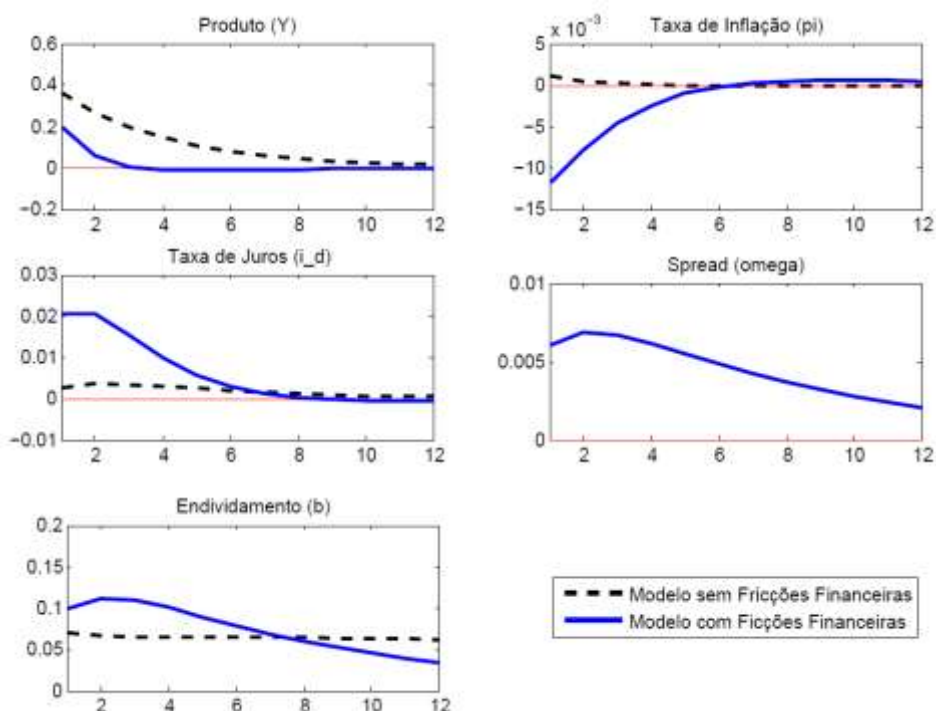 Produto (Y)
0.6
0.4
0.2
0
−0.2
2 4 6 8 10 12
Taxa de Inflação (pi)
x 10⁻³
5
0
−5
−10
−15
2 4 6 8 10 12
Taxa de Juros (i_d)
0.03
0.02
0.01
0
−0.01
2 4 6 8 10 12
Spread (omega)
0.01
0.005
0
2 4 6 8 10 12
Endividamento (b)
0.2
0.15
0.1
0.05
0
2 4 6 8 10 12
Modelo sem Fricções Financeiras
Modelo com Ficções Financeiras